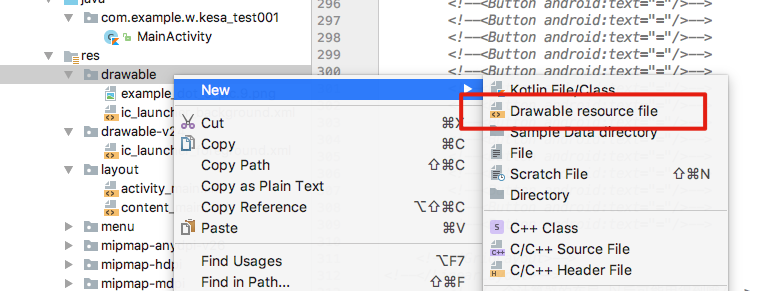 java
com.example.w.kesa_test001
MainActivity
res
drawable
example_
ic_launch
drawable-v2
ic_launch
layout
activity_m
content_
menu
mipmap-any
mipmap-hdp
mipmap-md
296 <!--<Button android:text="="/>-->
297 <!--<Button android:text="="/>-->
298 <!--<Button android:text="="/>-->
299 <!--<Button android:text="="/>-->
300 <!--<Button android:text="="/>-->
New
Cut ⌘X
Copy ⌘C
Copy Path ⇧⌘C
Copy as Plain Text
Copy Reference ⌥⇧⌘C
Paste ⌘V
Find Usages ⌥F7
Find in Path... ⇧⌘F
Kotlin File/Class
Drawable resource file
Sample Data directory
File
Scratch File ⇧⌘N
Directory
C++ Class
C/C++ Source File
C/C++ Header File